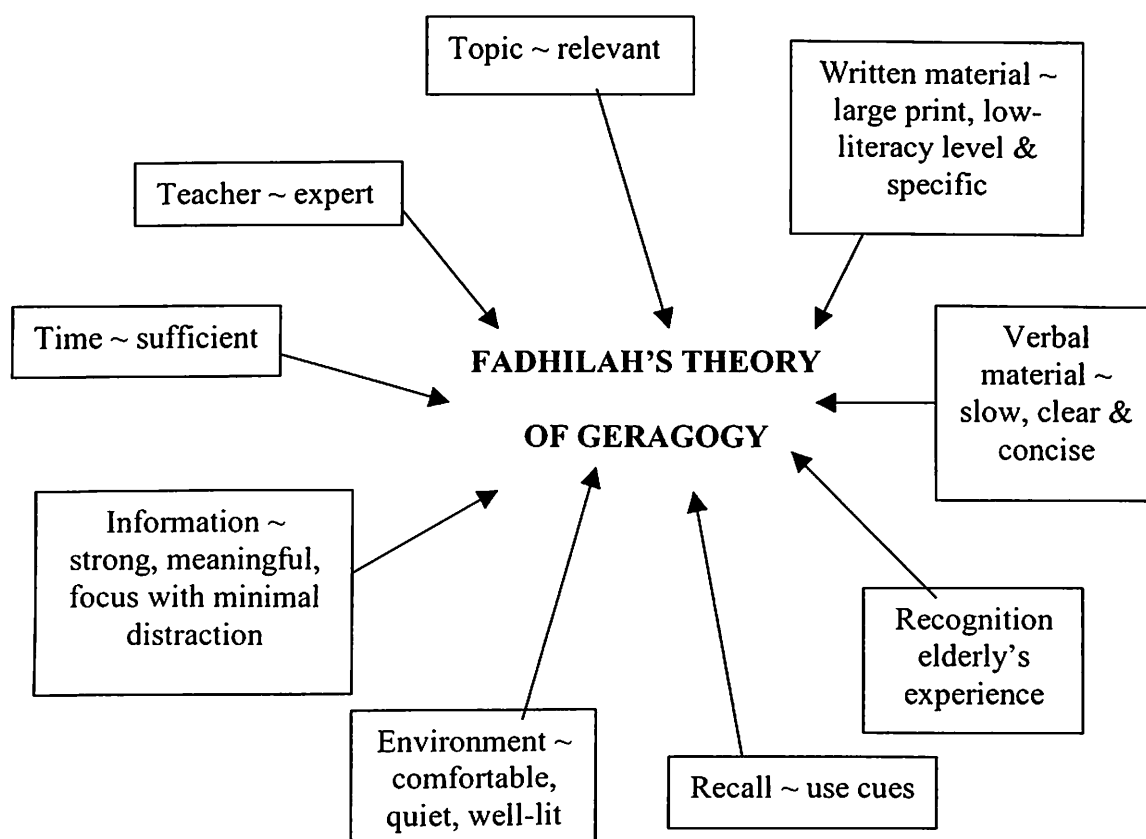 Topic ~ relevant
Written material ~
large print, low-
literacy level &
specific
Teacher ~ expert
Time ~ sufficient
FADHILAH'S THEORY
OF GERAGOGY
Verbal
material ~
slow, clear &
concise
Information ~
strong, meaningful,
focus with minimal
distraction
Recognition
elderly's
experience
Environment ~
comfortable,
quiet, well-lit
Recall ~ use cues